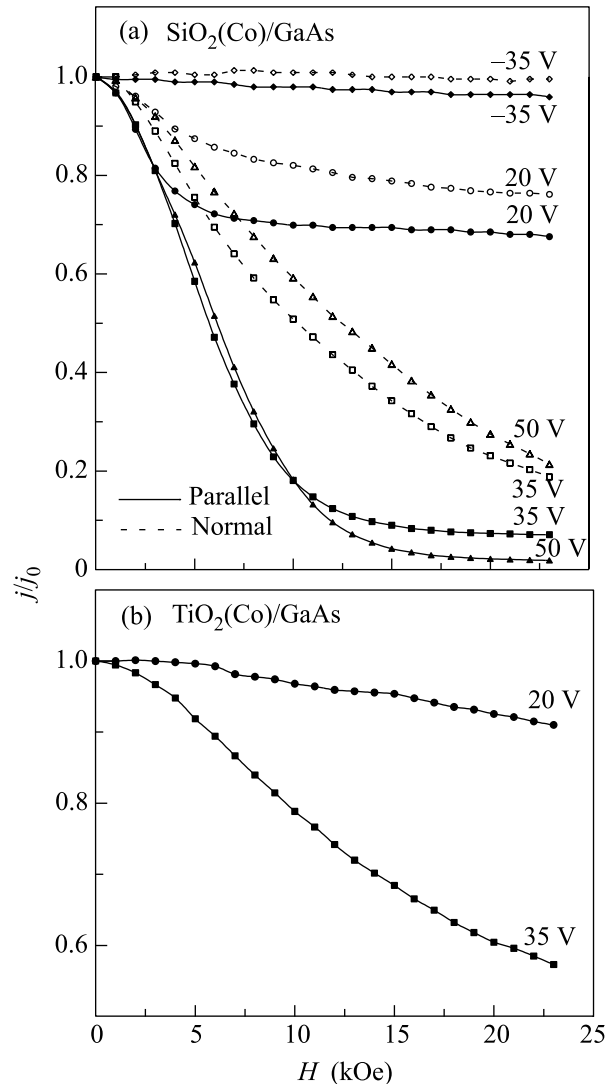 (a) SiO₂(Co)/GaAs
–35 V
1.0
–35 V
0.8
20 V
20 V
0.6
0.4
50 V
0.2
35 V
Parallel
35 V
Normal
50 V
0
j/j₀
(b) TiO₂(Co)/GaAs
1.0
20 V
0.8
35 V
0.6
0 5 10 15 20 25
H (kOe)